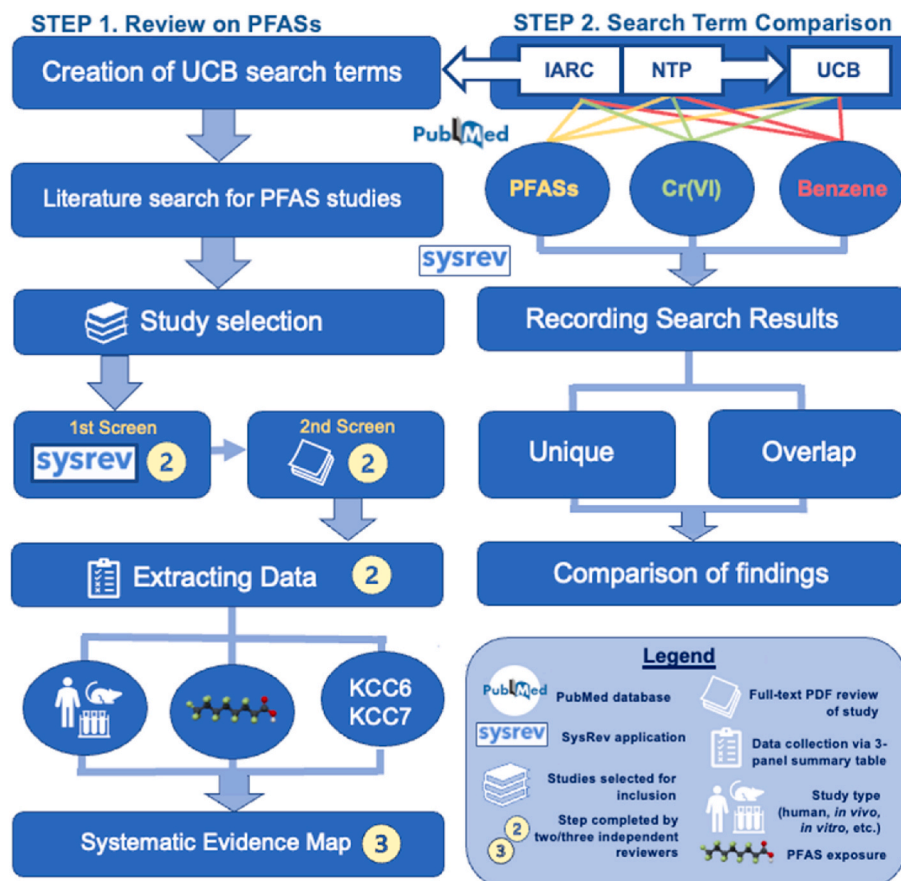 STEP 1. Review on PFASs
Creation of UCB search terms
Literature search for PFAS studies
Study selection
1st Screen
sysrev 2
2nd Screen
2
Extracting Data 2
KCC6
KCC7
Systematic Evidence Map 3
PubMed
sysrev
STEP 2. Search Term Comparison
IARC NTP UCB
PFASs Cr(VI) Benzene
Recording Search Results
Unique Overlap
Comparison of findings
Legend
PubMed
PubMed database
sysrev
SysRev application
Studies selected for
inclusion
2
3
Step completed by
two/three independent
reviewers
Full-text PDF review
of study
Data collection via 3-
panel summary table
Study type
(human, in vivo,
in vitro, etc.)
PFAS exposure